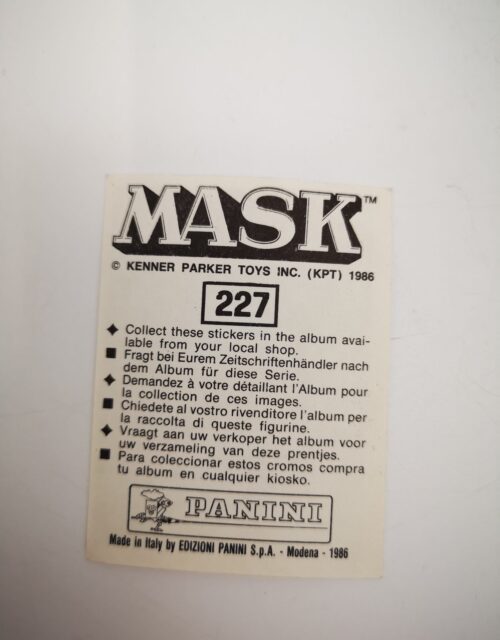 MASK™
© KENNER PARKER TOYS INC. (KPT) 1986
227
✦ Collect these stickers in the album avai-
lable from your local shop.
■ Fragt bei Eurem Zeitschriftenhändler nach
dem Album für diese Serie.
✦ Demandez à votre détaillant l'Album pour
la collection de ces images.
■ Chiedete al vostro rivenditore l'album per
la raccolta di queste figurine.
✦ Vraagt aan uw verkoper het album voor
uw verzameling van deze prentjes.
■ Para coleccionar estos cromos compra
tu album en cualquier kiosko.
PANINI
Made in Italy by EDIZIONI PANINI S.p.A. - Modena - 1986